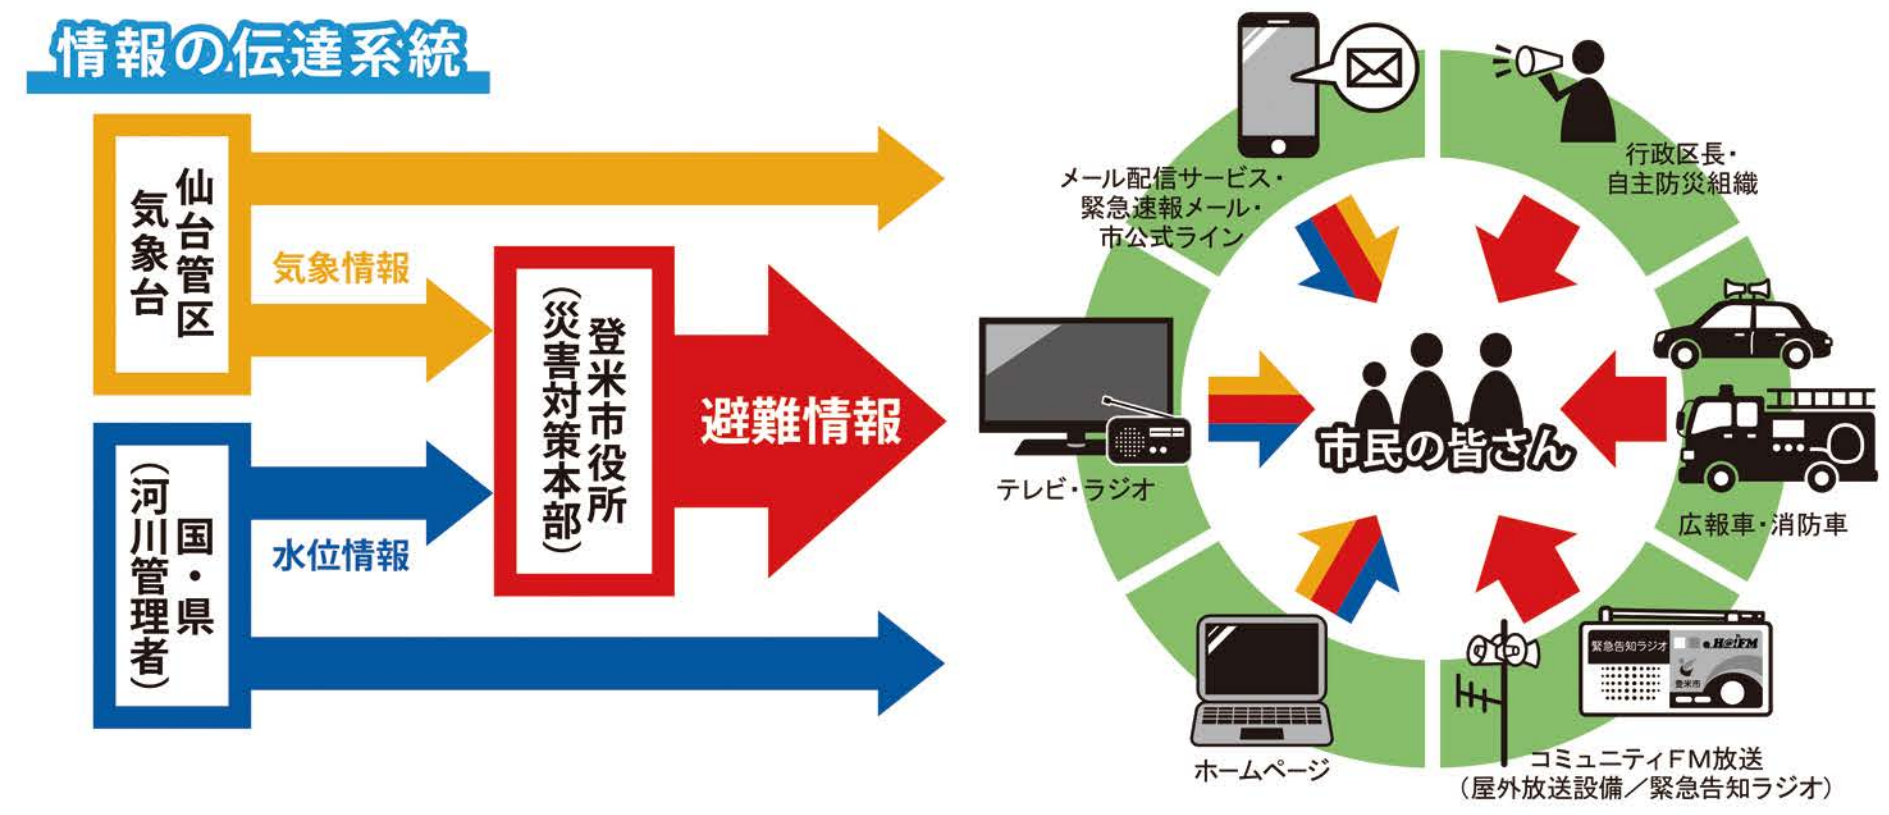 情報の伝達系統
仙台管区
気象台
気象情報
国・県
(河川管理者)
水位情報
登米市役所
(災害対策本部)
避難情報
メール配信サービス・
緊急速報メール・
市公式ライン
行政区長・
自主防災組織
テレビ・ラジオ
市民の皆さん
広報車・消防車
ホームページ
緊急告知ラジオ
H@!FM
登米市
コミュニティFM放送
(屋外放送設備/緊急告知ラジオ)